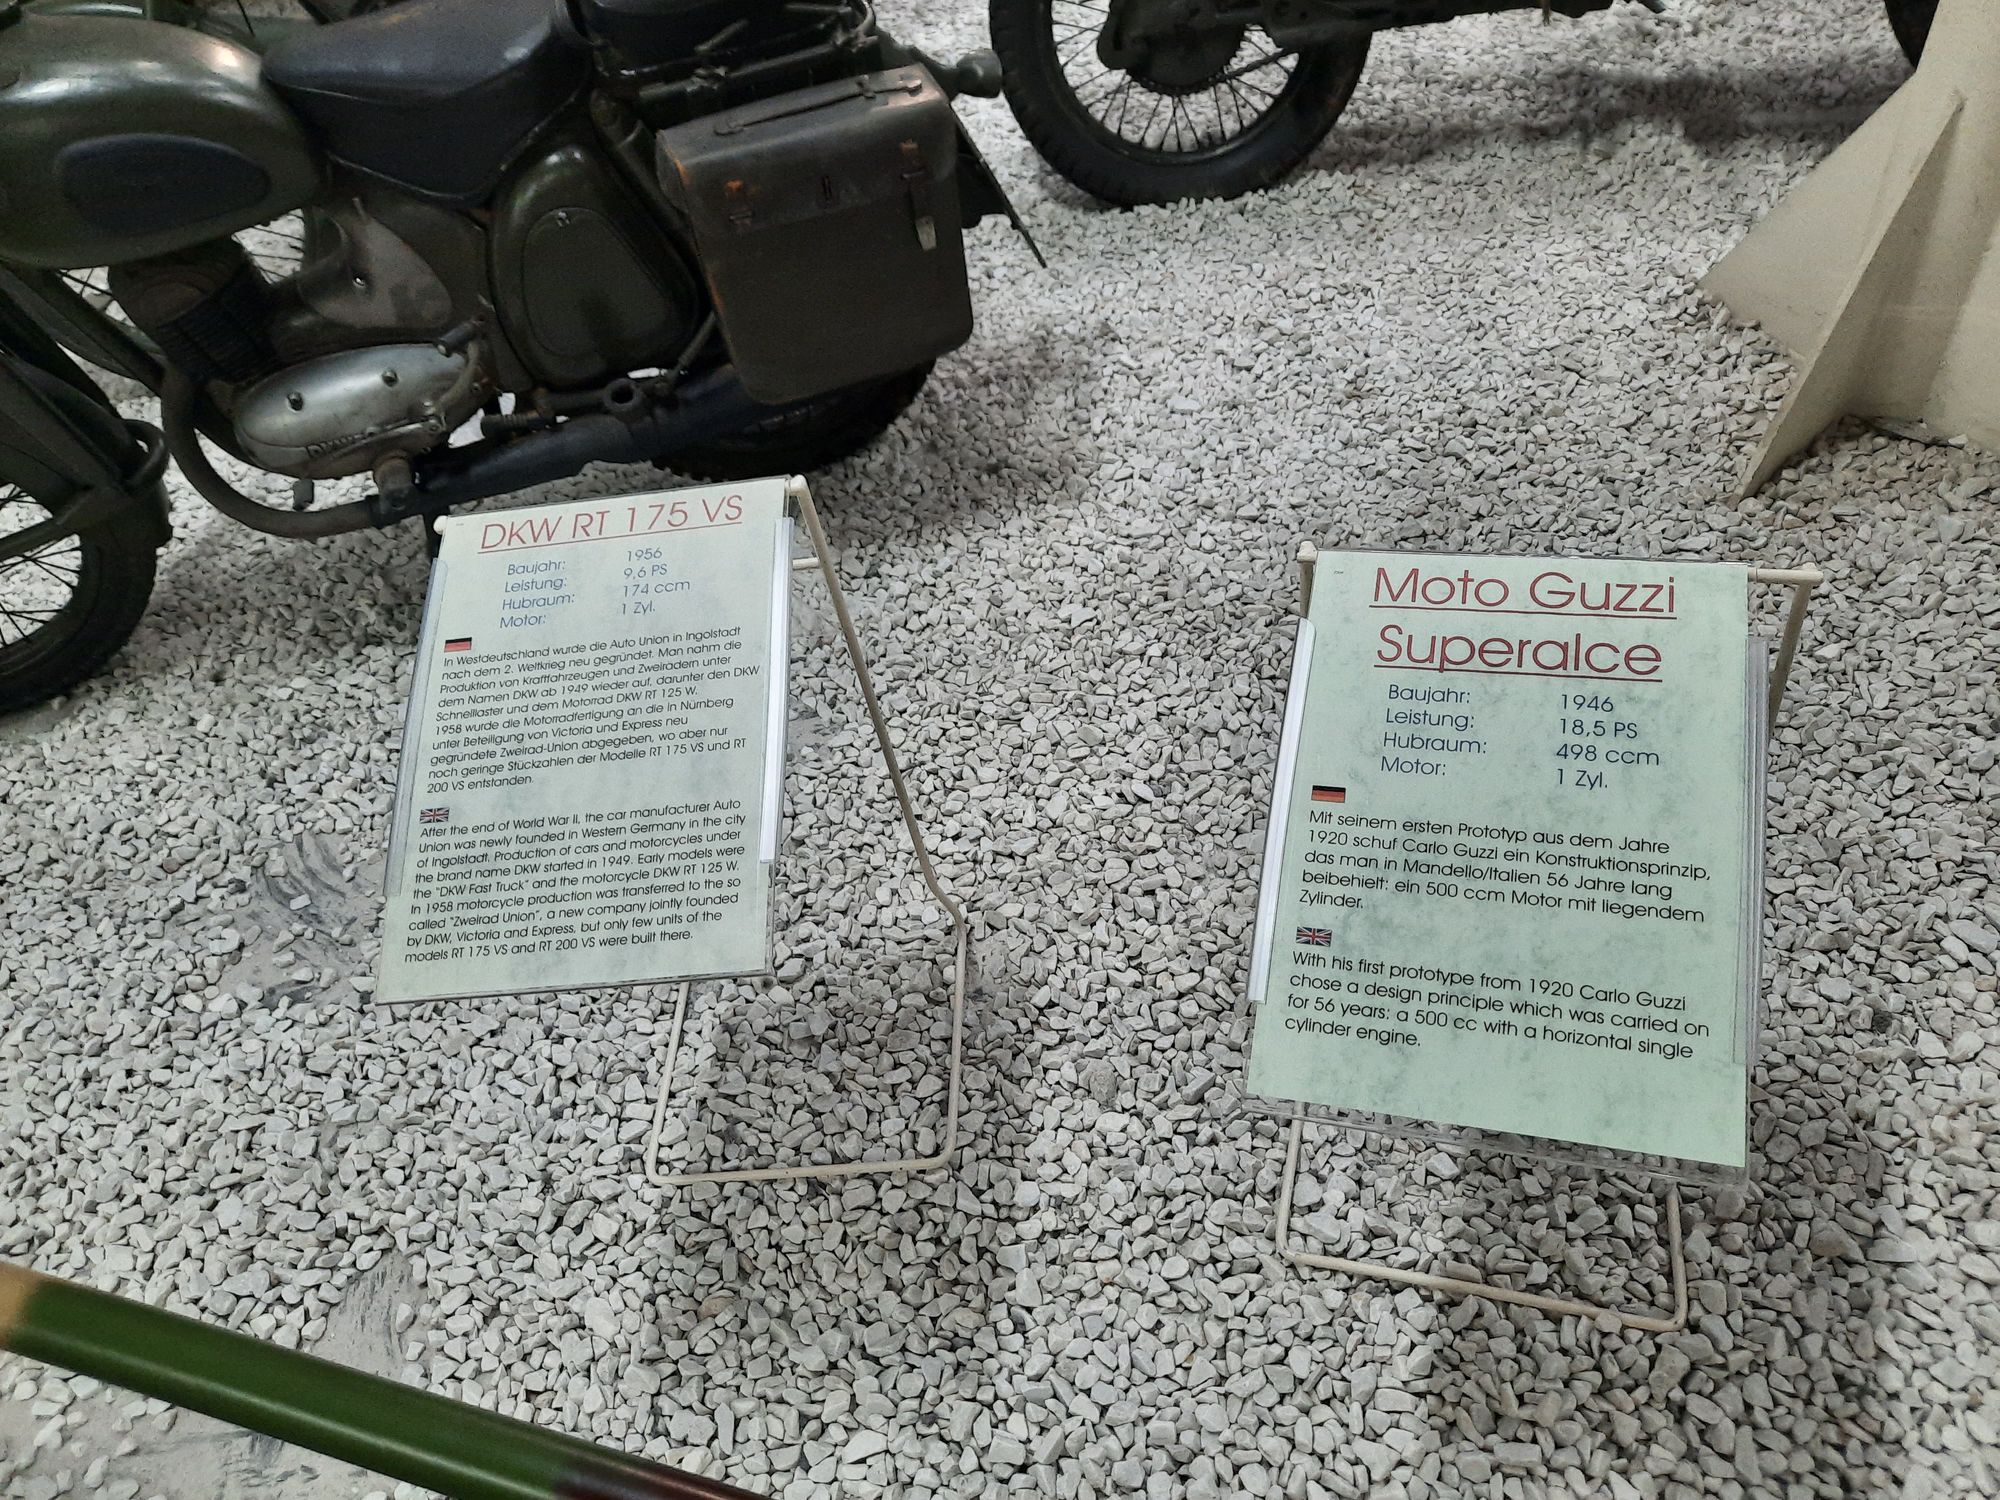 DKW RT 175 VS
Baujahr: 1956
Leistung: 9,6 PS
Hubraum: 174 ccm
Motor: 1 Zyl.
In Westdeutschland wurde die Auto Union in Ingolstadt
nach dem 2. Weltkrieg neu gegründet. Man nahm die
Produktion von Kraftfahrzeugen und Zweirädern unter
dem Namen DKW ab 1949 wieder auf, darunter den DKW
Schnelllaster und dem Motorrad DKW RT 125 W.
1958 wurde die Motorradfertigung an die in Nürnberg
unter Beteiligung von Victoria und Express neu
gegründete Zweirad-Union abgegeben, wo aber nur
noch geringe Stückzahlen der Modelle RT 175 VS und RT
200 VS entstanden.
After the end of World War II, the car manufacturer Auto
Union was newly founded in Western Germany in the city
of Ingolstadt. Production of cars and motorcycles under
the brand name DKW started in 1949. Early models were
the "DKW Fast Truck" and the motorcycle DKW RT 125 W.
In 1958 motorcycle production was transferred to the so
called "Zweirad Union", a new company jointly founded
by DKW, Victoria and Express, but only few units of the
models RT 175 VS and RT 200 VS were built there.
Moto Guzzi
Superalce
Baujahr: 1946
Leistung: 18,5 PS
Hubraum: 498 ccm
Motor: 1 Zyl.
Mit seinem ersten Prototyp aus dem Jahre
1920 schuf Carlo Guzzi ein Konstruktionsprinzip,
das man in Mandello/Italien 56 Jahre lang
beibehielt: ein 500 ccm Motor mit liegendem
Zylinder.
With his first prototype from 1920 Carlo Guzzi
chose a design principle which was carried on
for 56 years: a 500 cc with a horizontal single
cylinder engine.